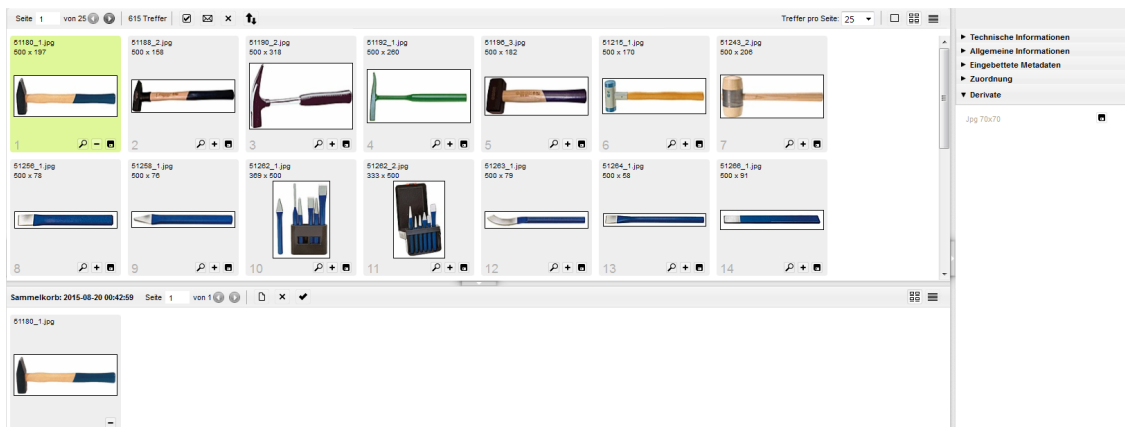 Seite 1 von 25 615 Treffer Treffer pro Seite: 25
51180_1.jpg
500 x 197
1
51188_2.jpg
500 x 158
2
51190_2.jpg
500 x 318
3
51192_1.jpg
500 x 260
4
51196_3.jpg
500 x 182
5
51215_1.jpg
500 x 170
6
51243_2.jpg
500 x 206
7
51256_1.jpg
500 x 78
8
51258_1.jpg
500 x 76
9
51262_1.jpg
369 x 500
10
51262_2.jpg
333 x 500
11
51263_1.jpg
500 x 79
12
51264_1.jpg
500 x 58
13
51266_1.jpg
500 x 91
14
Technische Informationen
Allgemeine Informationen
Eingebettete Metadaten
Zuordnung
Derivate
Jpg 70x70
Sammelkorb: 2015-08-20 00:42:59 Seite 1 von 1
51180_1.jpg